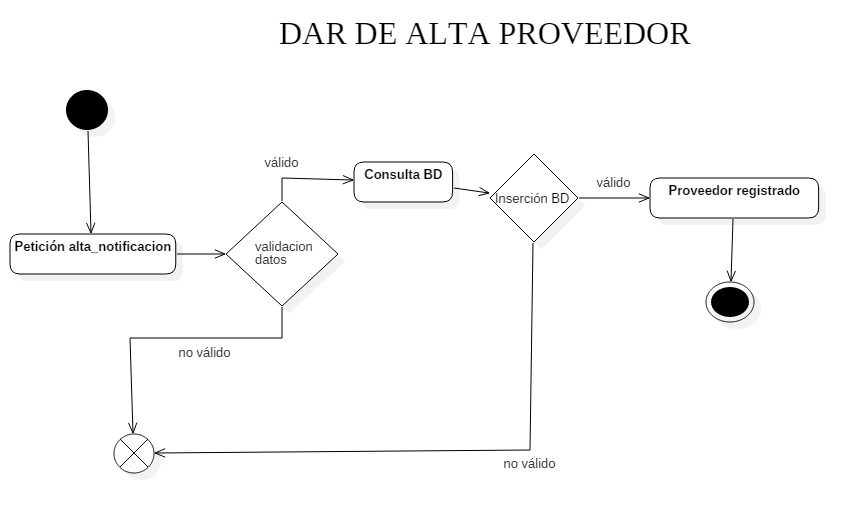 DAR DE ALTA PROVEEDOR
válido
Consulta BD
Inserción BD
válido
Proveedor registrado
Petición alta_notificacion
validacion
datos
no válido
no válido